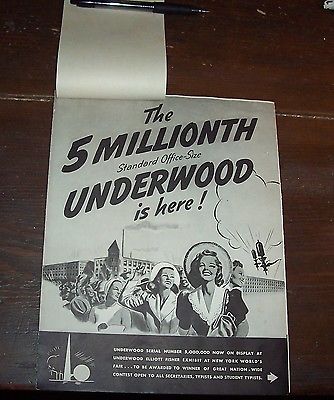 The
5 MILLIONTH
Standard Office-Size
UNDERWOOD
is here!
UNDERWOOD SERIAL NUMBER 5,000,000 NOW ON DISPLAY AT
UNDERWOOD ELLIOTT FISHER EXHIBIT AT NEW YORK WORLD'S
FAIR . . . TO BE AWARDED TO WINNER OF GREAT NATION-WIDE
CONTEST OPEN TO ALL SECRETARIES, TYPISTS AND STUDENT TYPISTS.